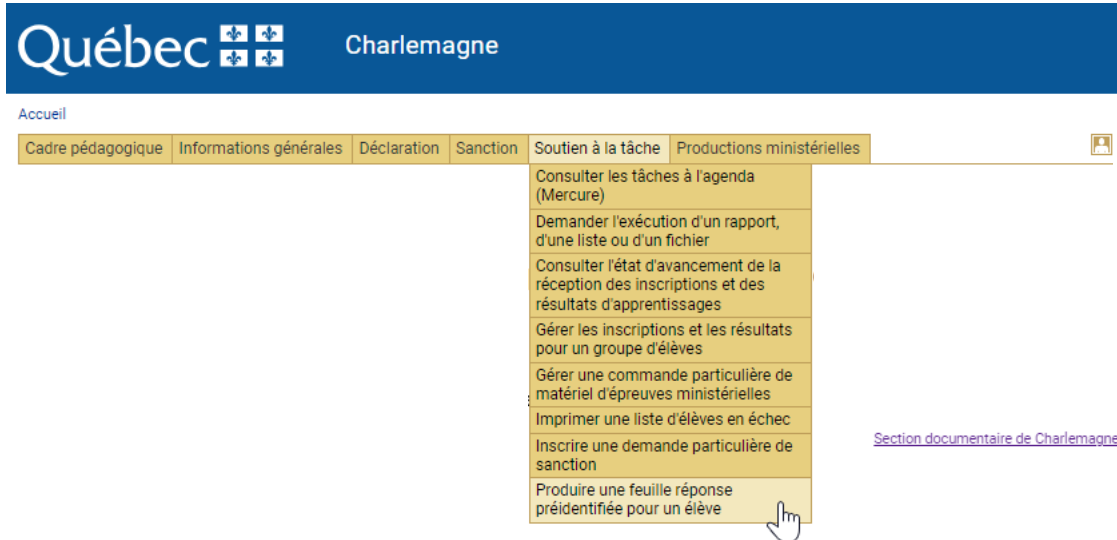 Québec
Charlemagne
Accueil
Cadre pédagogique Informations générales Déclaration Sanction Soutien à la tâche Productions ministérielles
Consulter les tâches à l'agenda
(Mercure)
Demander l'exécution d'un rapport,
d'une liste ou d'un fichier
Consulter l'état d'avancement de la
réception des inscriptions et des
résultats d'apprentissages
Gérer les inscriptions et les résultats
pour un groupe d'élèves
Gérer une commande particulière de
matériel d'épreuves ministérielles
Imprimer une liste d'élèves en échec
Inscrire une demande particulière de
sanction
Produire une feuille réponse
préidentifiée pour un élève
Section documentaire de Charlemagne